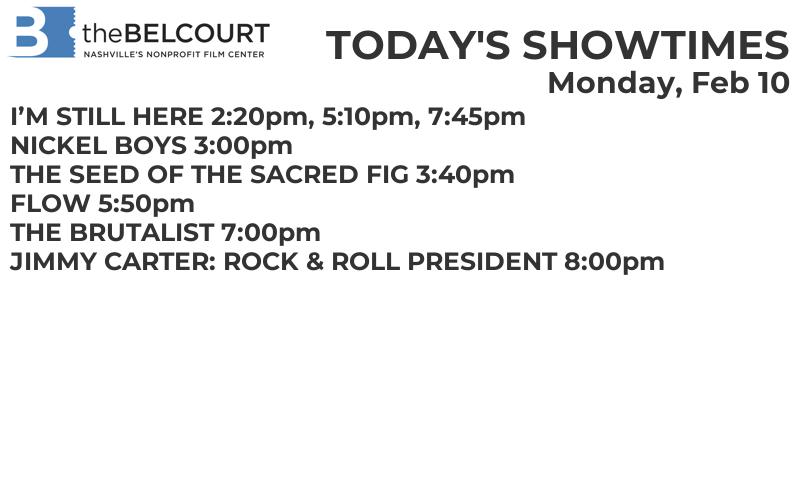 B theBELCOURT
NASHVILLE'S NONPROFIT FILM CENTER
TODAY'S SHOWTIMES
Monday, Feb 10
I’M STILL HERE 2:20pm, 5:10pm, 7:45pm
NICKEL BOYS 3:00pm
THE SEED OF THE SACRED FIG 3:40pm
FLOW 5:50pm
THE BRUTALIST 7:00pm
JIMMY CARTER: ROCK & ROLL PRESIDENT 8:00pm